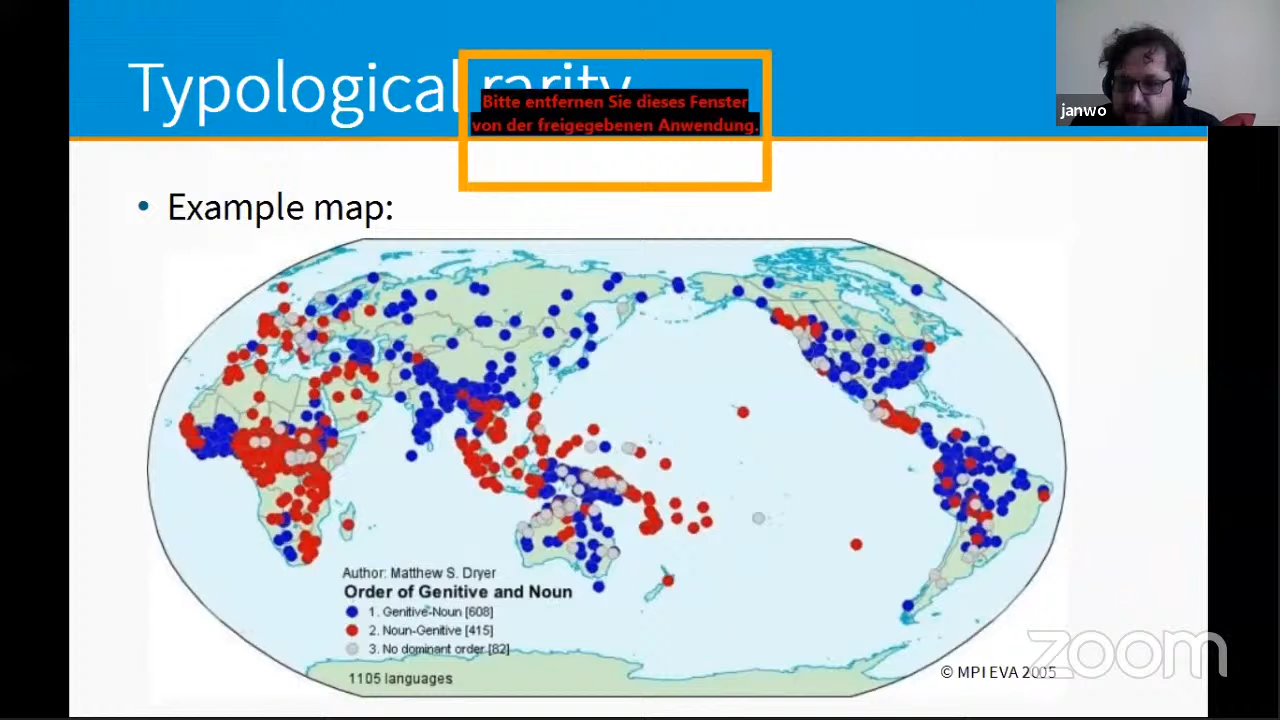 Typological rarity
Bitte entfernen Sie dieses Fenster
von der freigegebenen Anwendung.
janwo
• Example map:
Author: Matthew S. Dryer
Order of Genitive and Noun
1. Genitive-Noun [608]
2. Noun-Genitive [415]
3. No dominant order [82]
1105 languages
© MPI EVA 2005
zoom